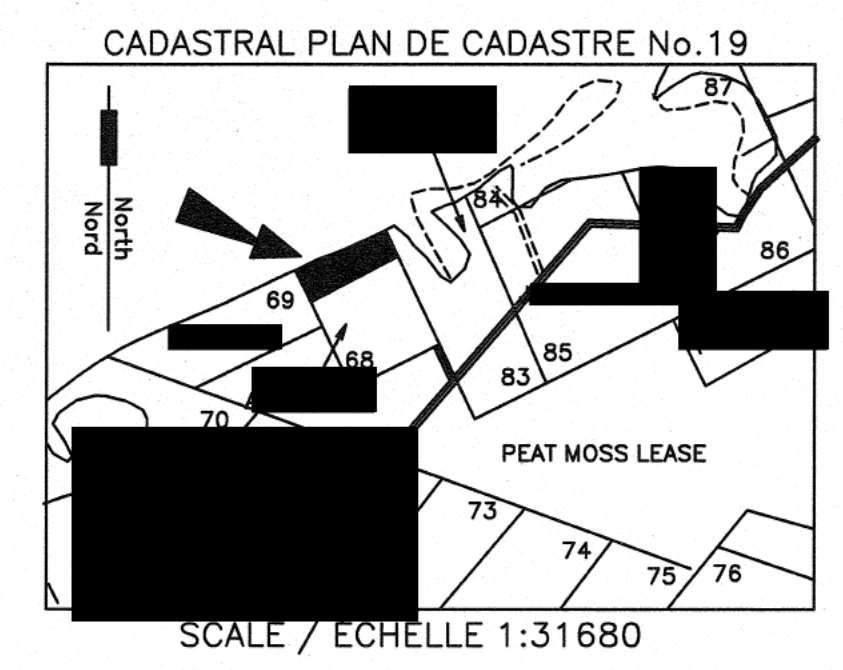 CADASTRAL PLAN DE CADASTRE No.19
87
84
North
Nord
86
69
68
85
83
70
PEAT MOSS LEASE
73
74
75
76
SCALE / ECHELLE 1:31680